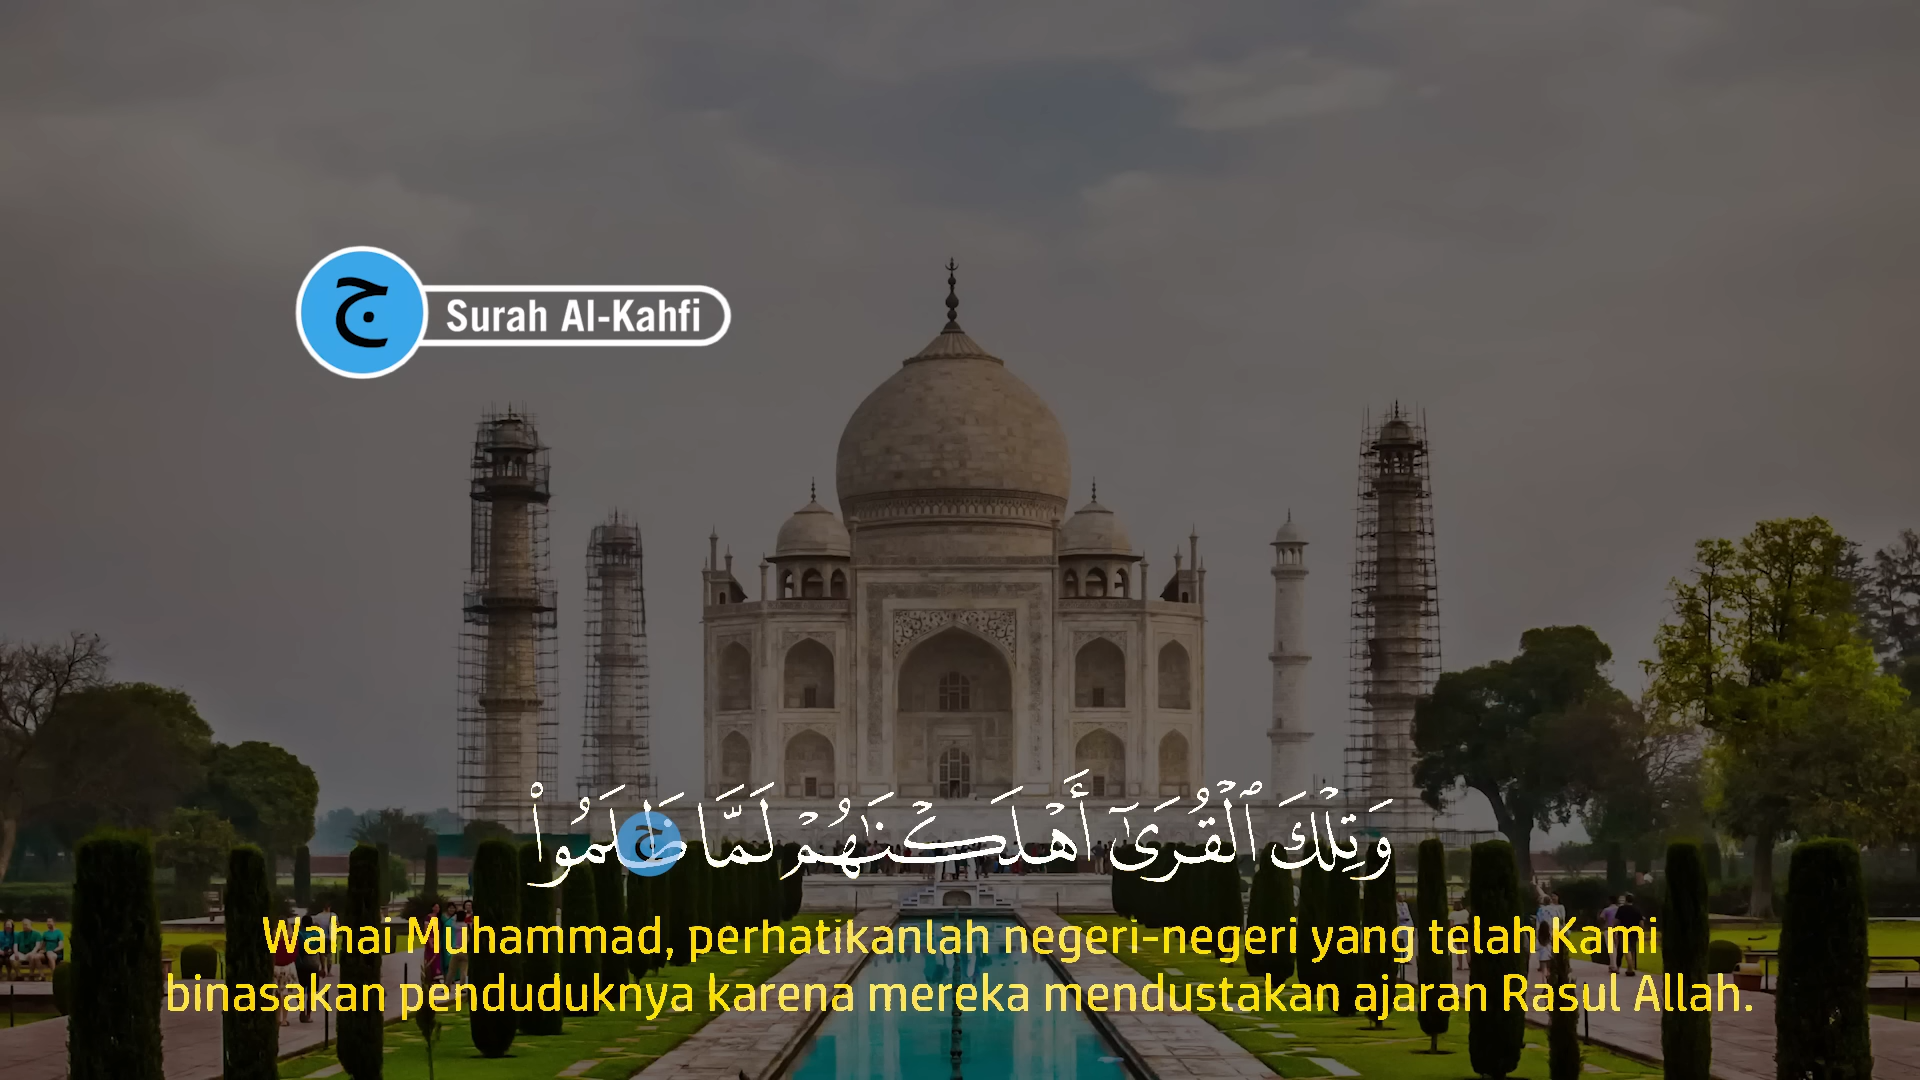 ج
Surah Al-Kahfi
وَتِلْكَ ٱلْقُرَىٰٓ أَهْلَكْنَـٰهُمْ لَمَّا ظَلَمُوا۟
ج
Wahai Muhammad, perhatikanlah negeri-negeri yang telah Kami
binasakan penduduknya karena mereka mendustakan ajaran Rasul Allah.